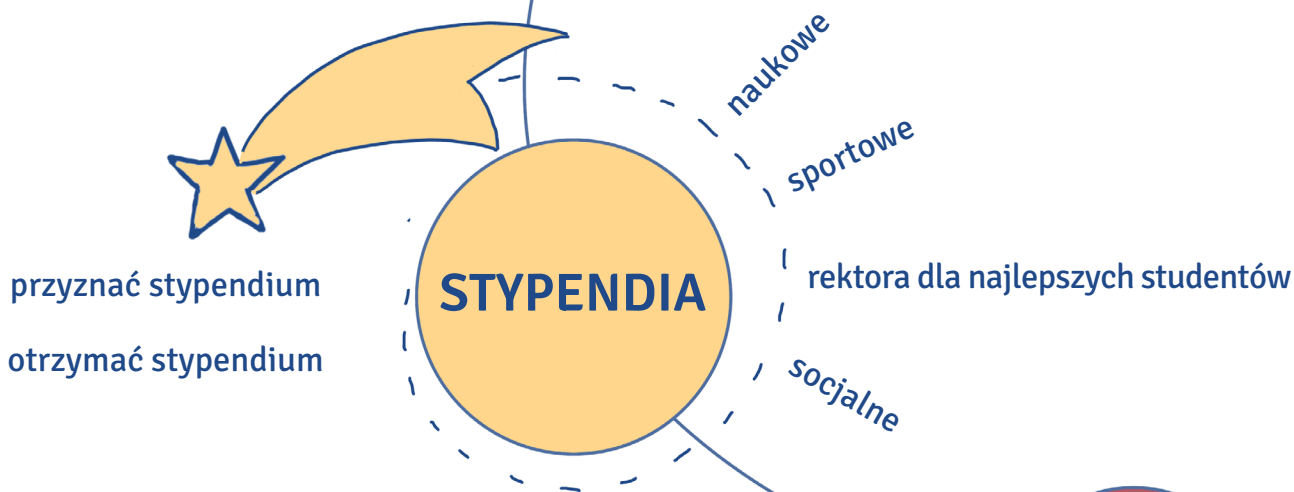 naukowe
sportowe
przyznać stypendium
STYPENDIA
rektora dla najlepszych studentów
otrzymać stypendium
socjalne